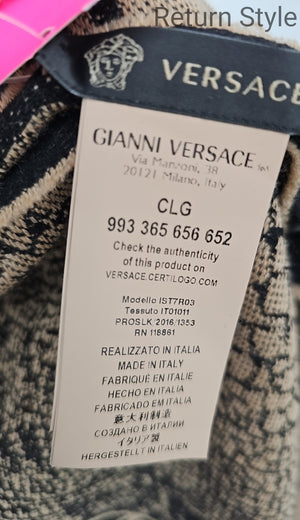 Return Style
VERSACE
GIANNI VERSACE SpA
Via Manzoni, 38
20121 Milano, Italy
CLG
993 365 656 652
Check the authenticity
of this product on
VERSACE.CERTILOGO.COM
Modello IST7R03
Tessuto IT01011
PROSLK/2016/1353
RN 118861
REALIZZATO IN ITALIA
MADE IN ITALY
FABRIQUÉ EN ITALIE
HECHO EN ITALIA
FABRICADO EM ITALIA
意大利制造
СОЗДАНО В ИТАЛИИ
イタリア製
HERGESTELLT IN ITALIEN